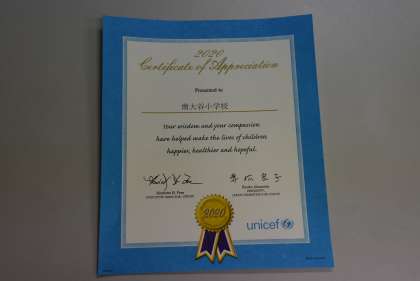 2020
Certificate of Appreciation
Presented to
南大谷小学校
Your wisdom and your compassion
have helped make the lives of children
happier, healthier and hopeful.
2020
unicef